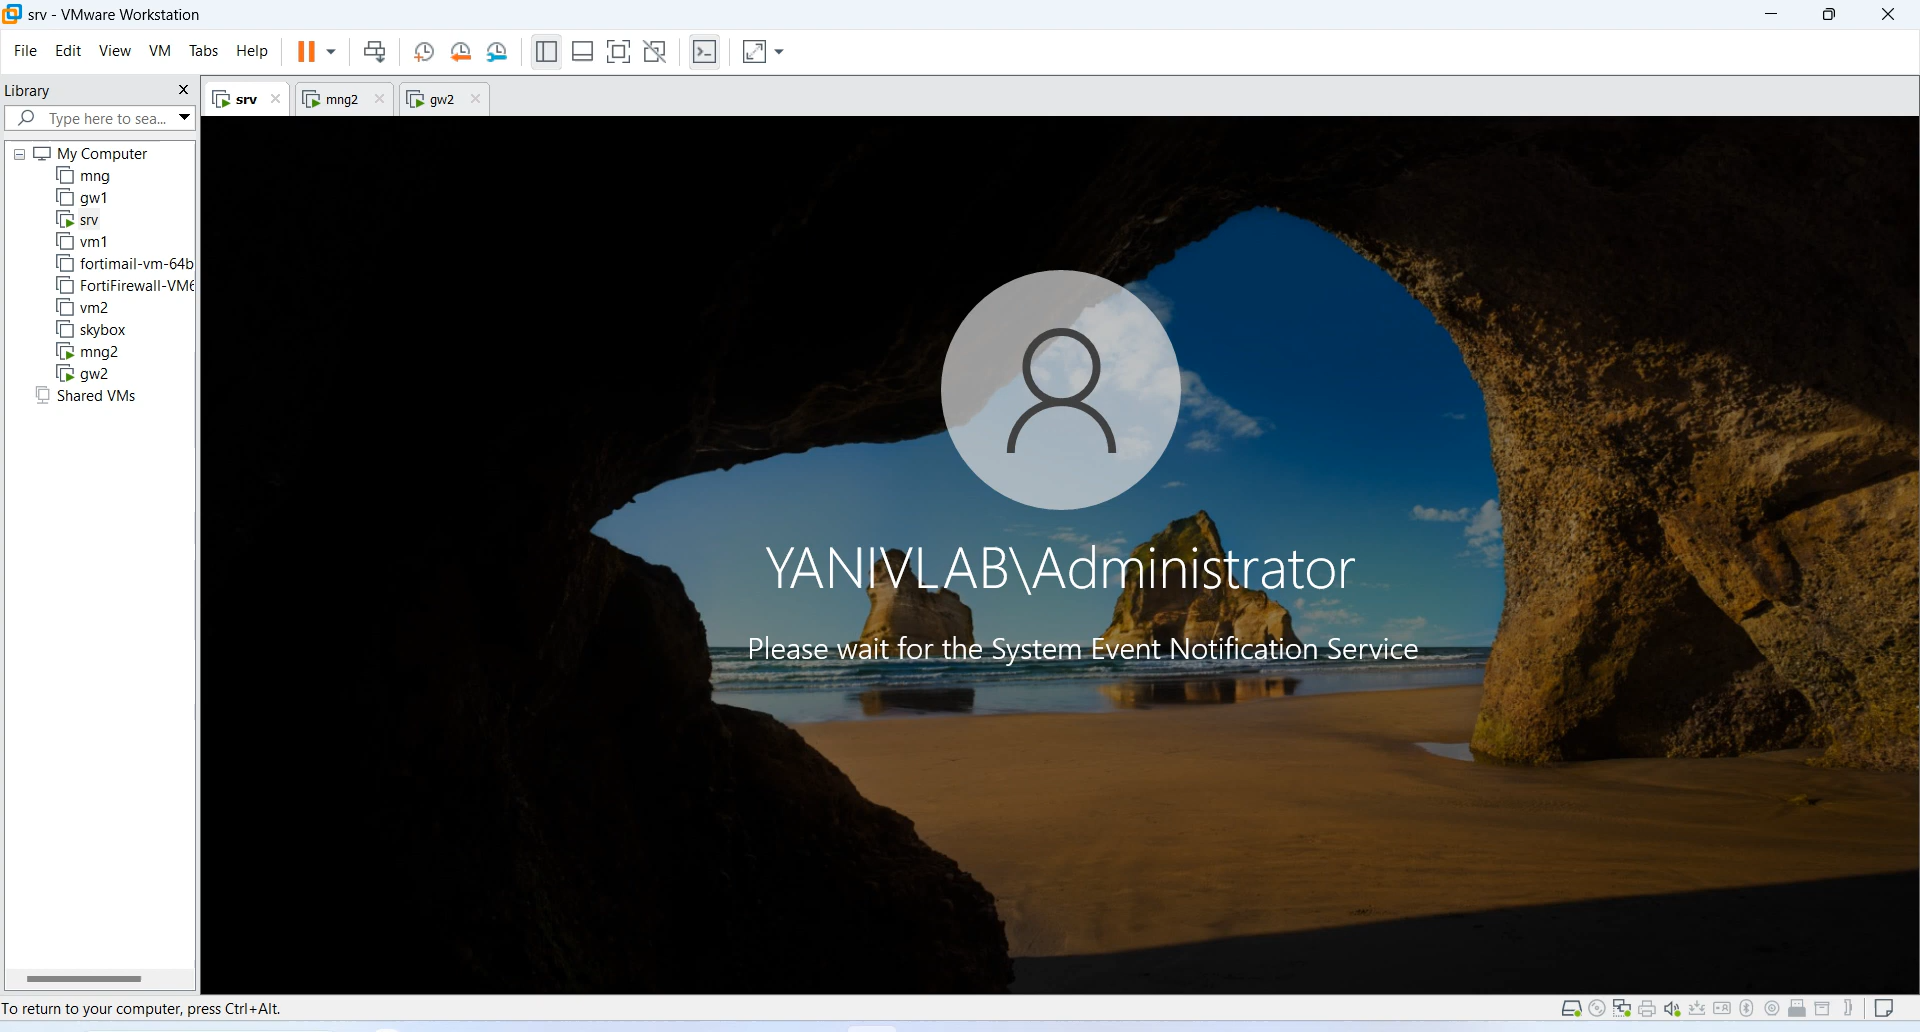 srv - VMware Workstation
File Edit View VM Tabs Help
Library
Type here to sea...
srv mng2 gw2
My Computer
mng
gw1
srv
vm1
fortimail-vm-64b
FortiFirewall-VM6
vm2
skybox
mng2
gw2
Shared VMs
YANIVLAB\Administrator
Please wait for the System Event Notification Service
To return to your computer, press Ctrl+Alt.